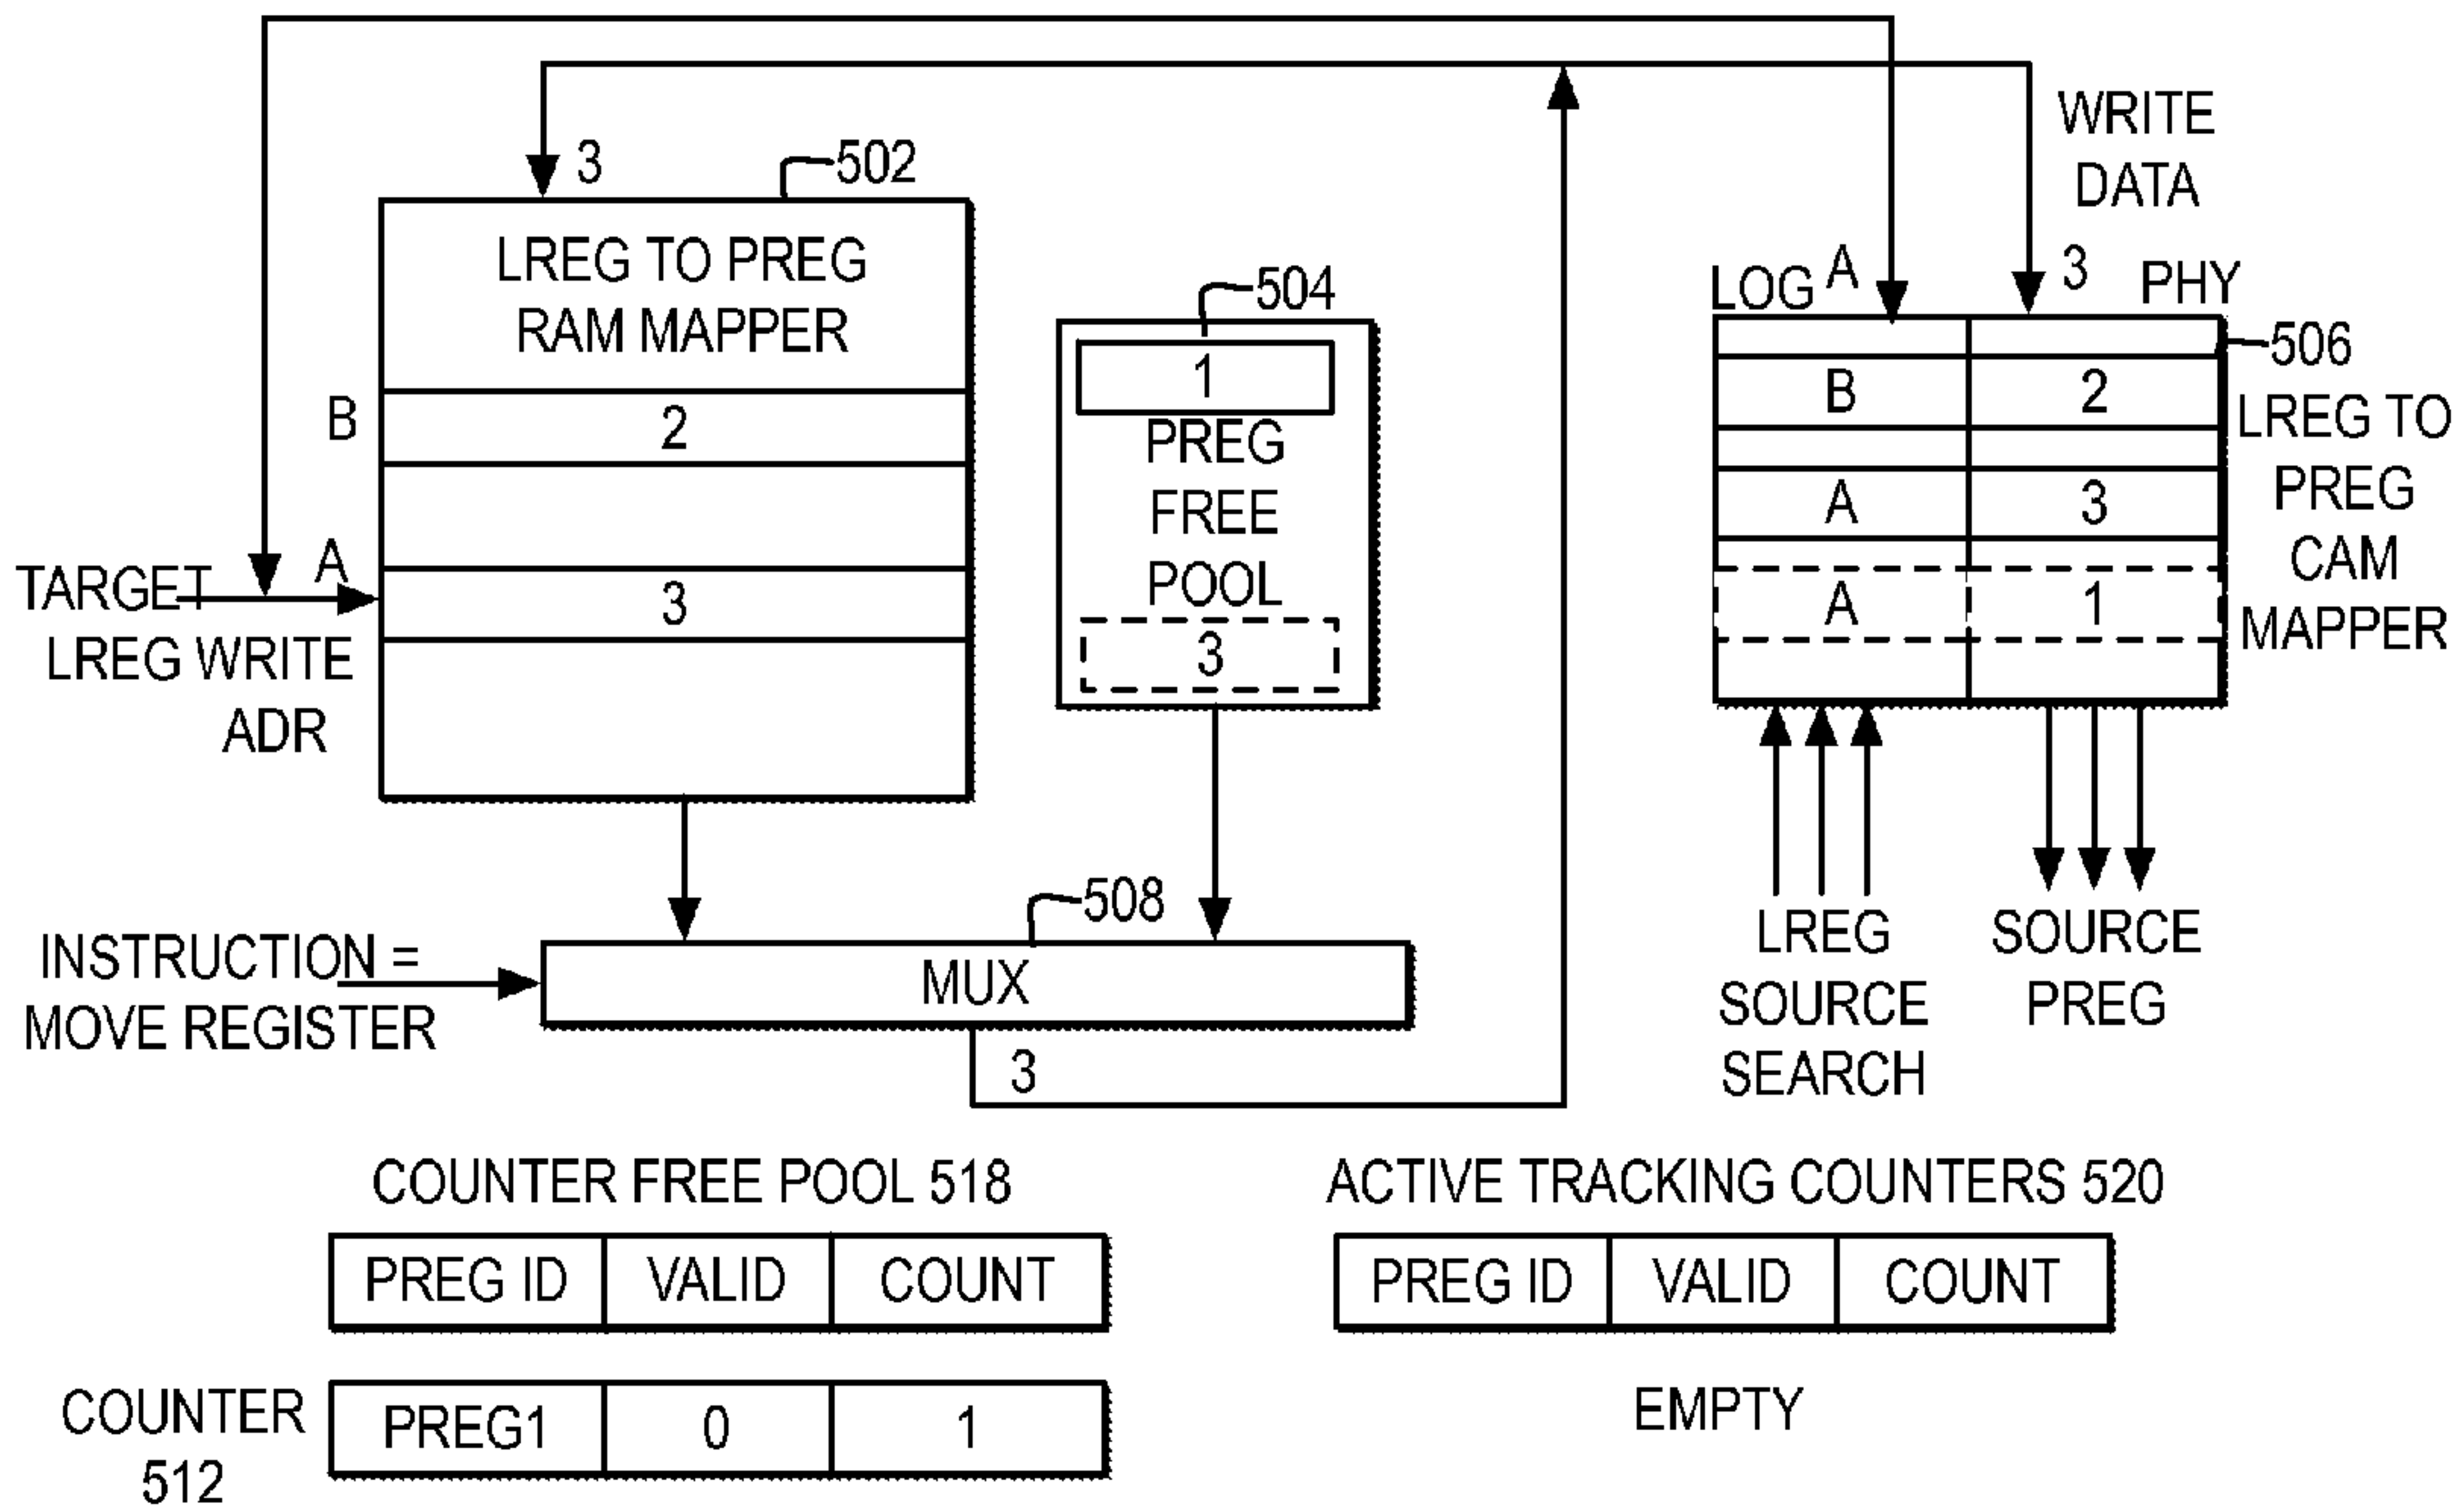 WRITE
DATA
3
502
LREG TO PREG
RAM MAPPER
504
LOG
A
3
PHY
506
1
B
2
B
2
LREG TO
PREG
CAM
MAPPER
PREG
FREE
POOL
3
A
3
A
1
A
3
TARGET
LREG WRITE
ADR
508
INSTRUCTION =
MOVE REGISTER
MUX
3
LREG
SOURCE
SEARCH
SOURCE
PREG
COUNTER FREE POOL 518
PREG ID VALID COUNT
COUNTER
512
PREG1 0 1
ACTIVE TRACKING COUNTERS 520
PREG ID VALID COUNT
EMPTY